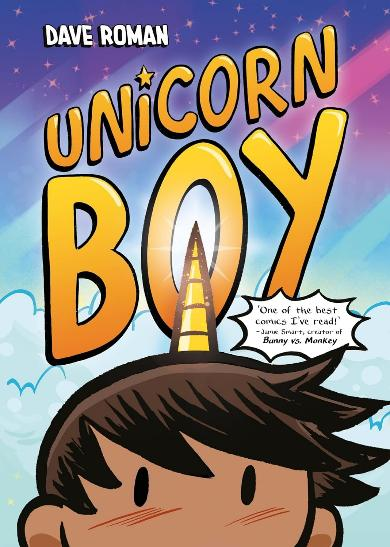 DAVE ROMAN
UNiCORN
BOY
"One of the best
comics I've read!"
-Jamie Smart, creator of
Bunny vs. Monkey